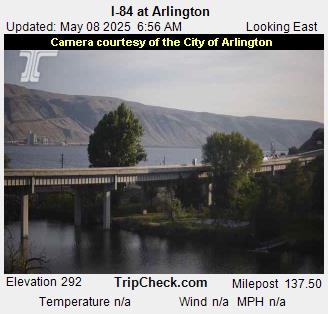 I-84 at Arlington
Updated: May 08 2025 6:56 AM Looking East
Camera courtesy of the City of Arlington
Elevation 292 TripCheck.com Milepost 137.50
Temperature n/a Wind n/a MPH n/a